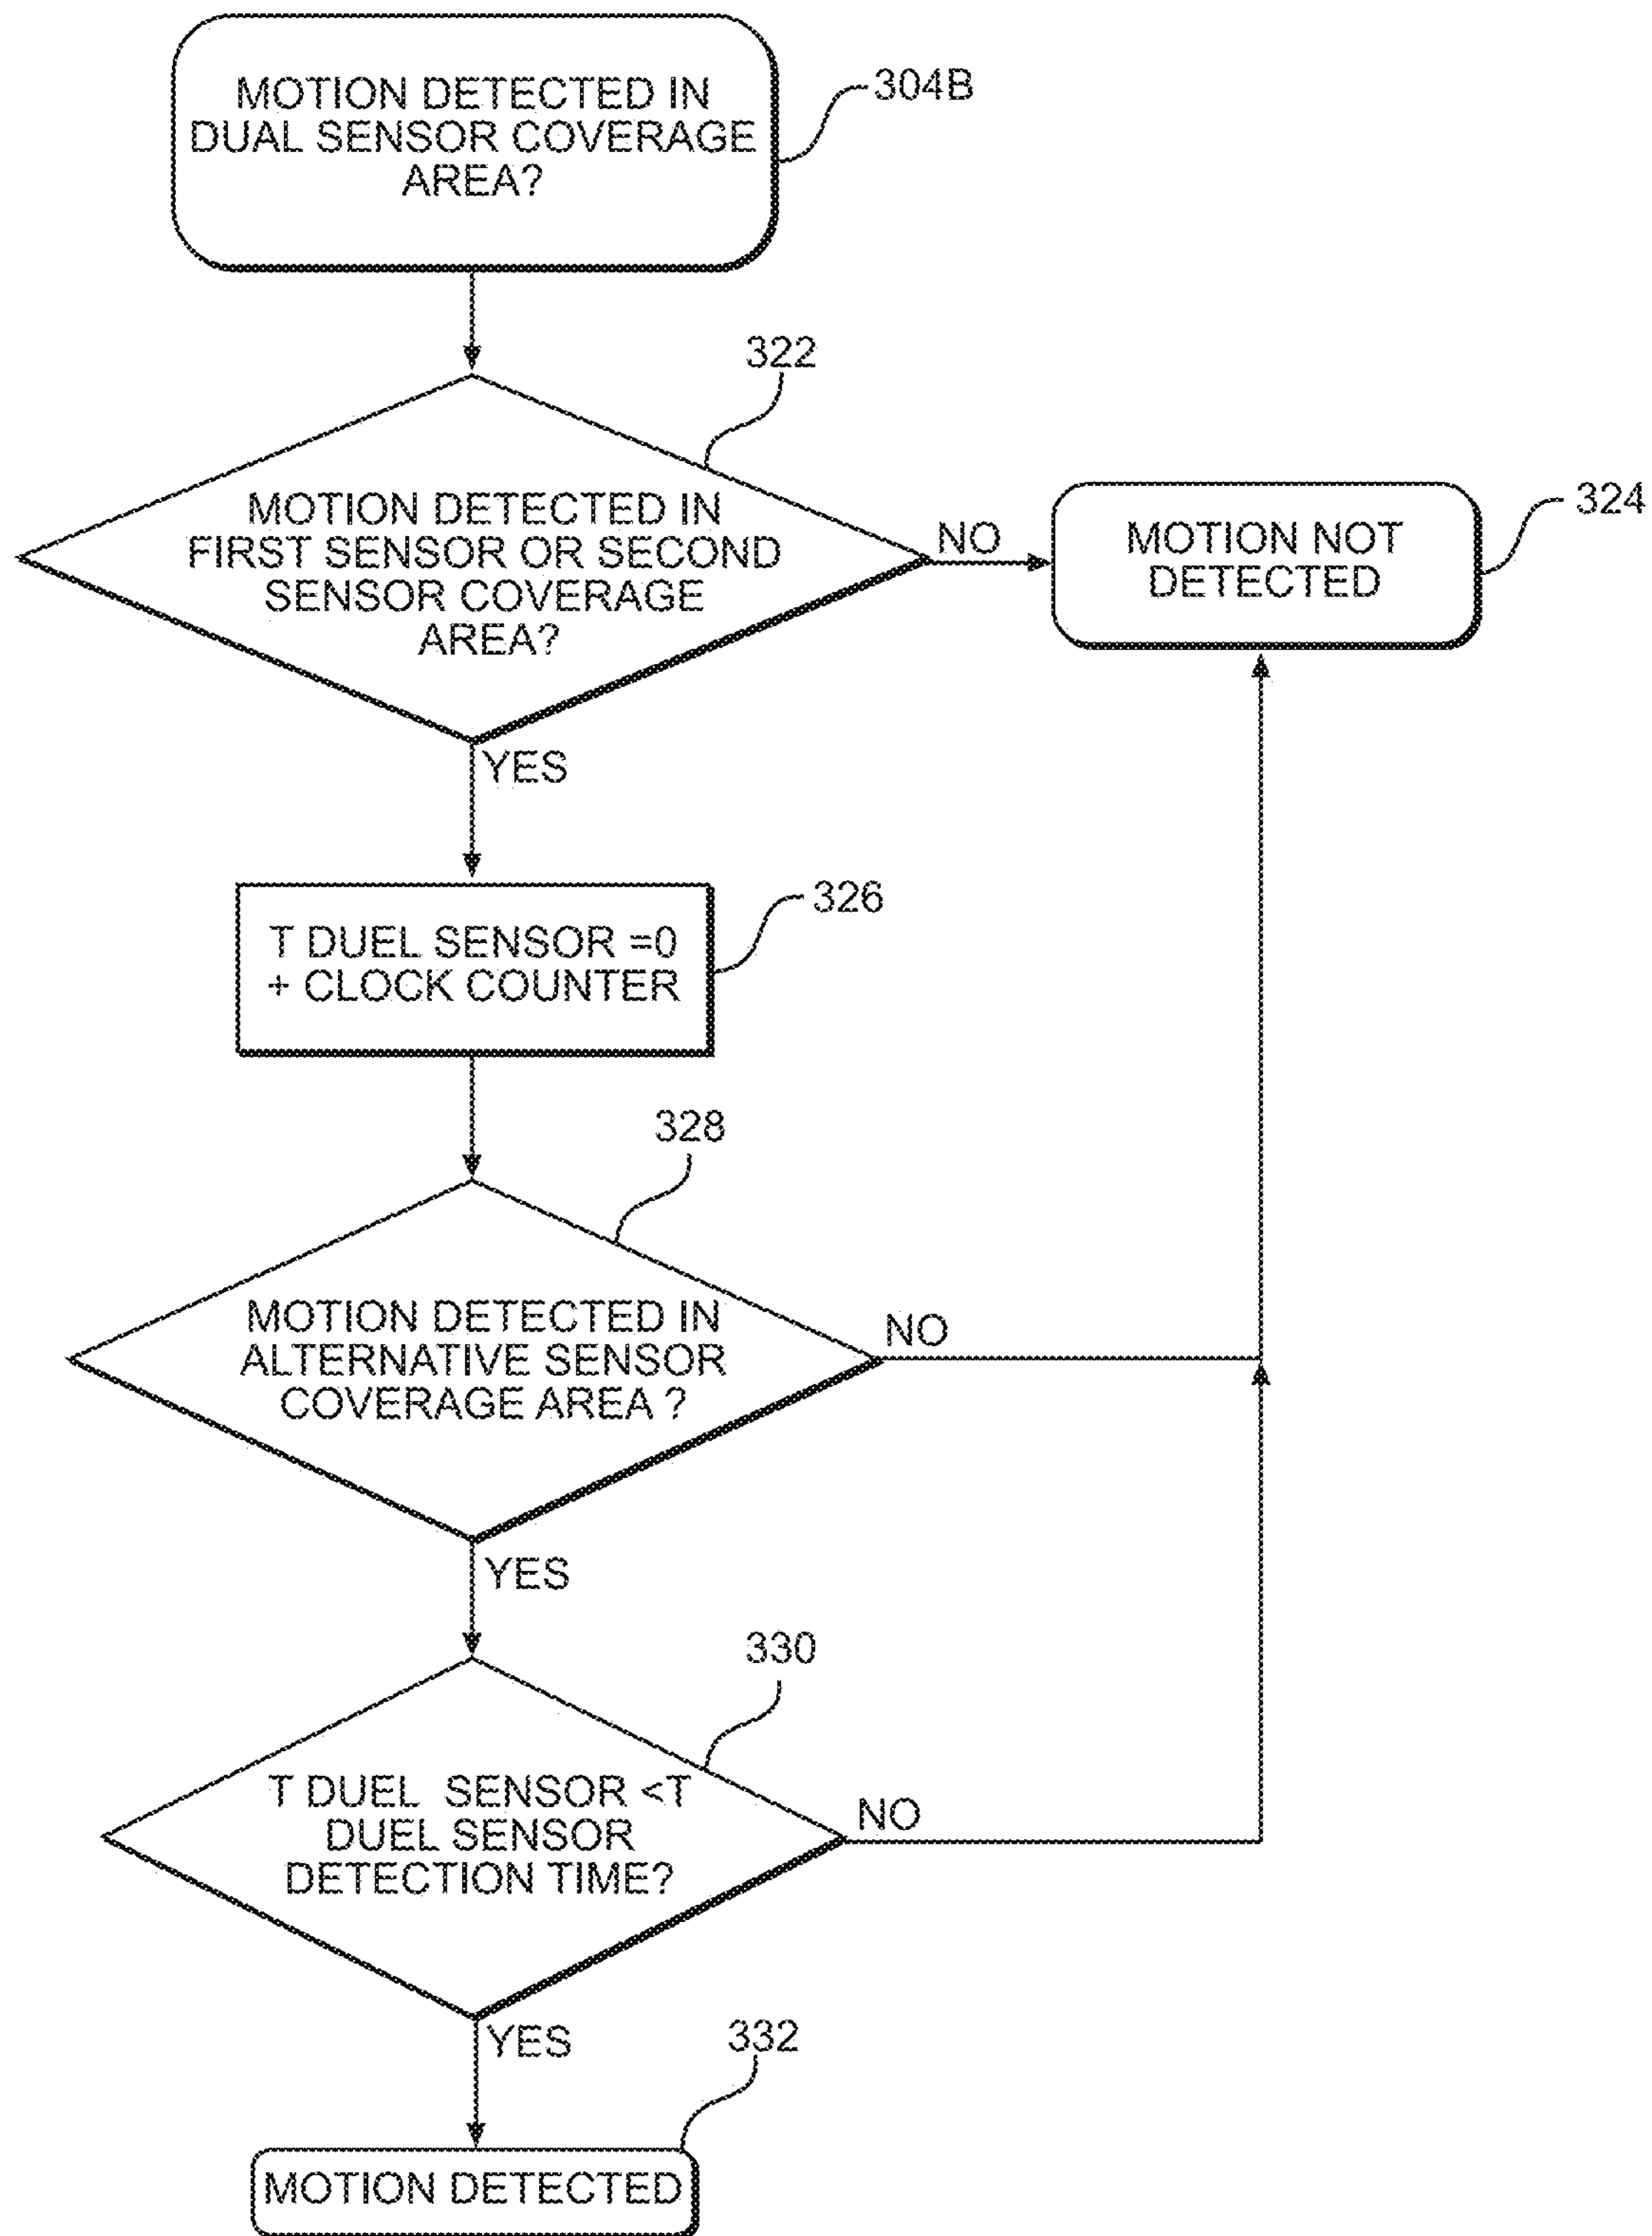 MOTION DETECTED IN
DUAL SENSOR COVERAGE
AREA?
304B
322
MOTION DETECTED IN
FIRST SENSOR OR SECOND
SENSOR COVERAGE
AREA?
NO
MOTION NOT
DETECTED
324
YES
T DUEL SENSOR =0
+ CLOCK COUNTER
326
328
MOTION DETECTED IN
ALTERNATIVE SENSOR
COVERAGE AREA ?
NO
YES
330
T DUEL SENSOR <T
DUEL SENSOR
DETECTION TIME?
NO
YES
332
MOTION DETECTED